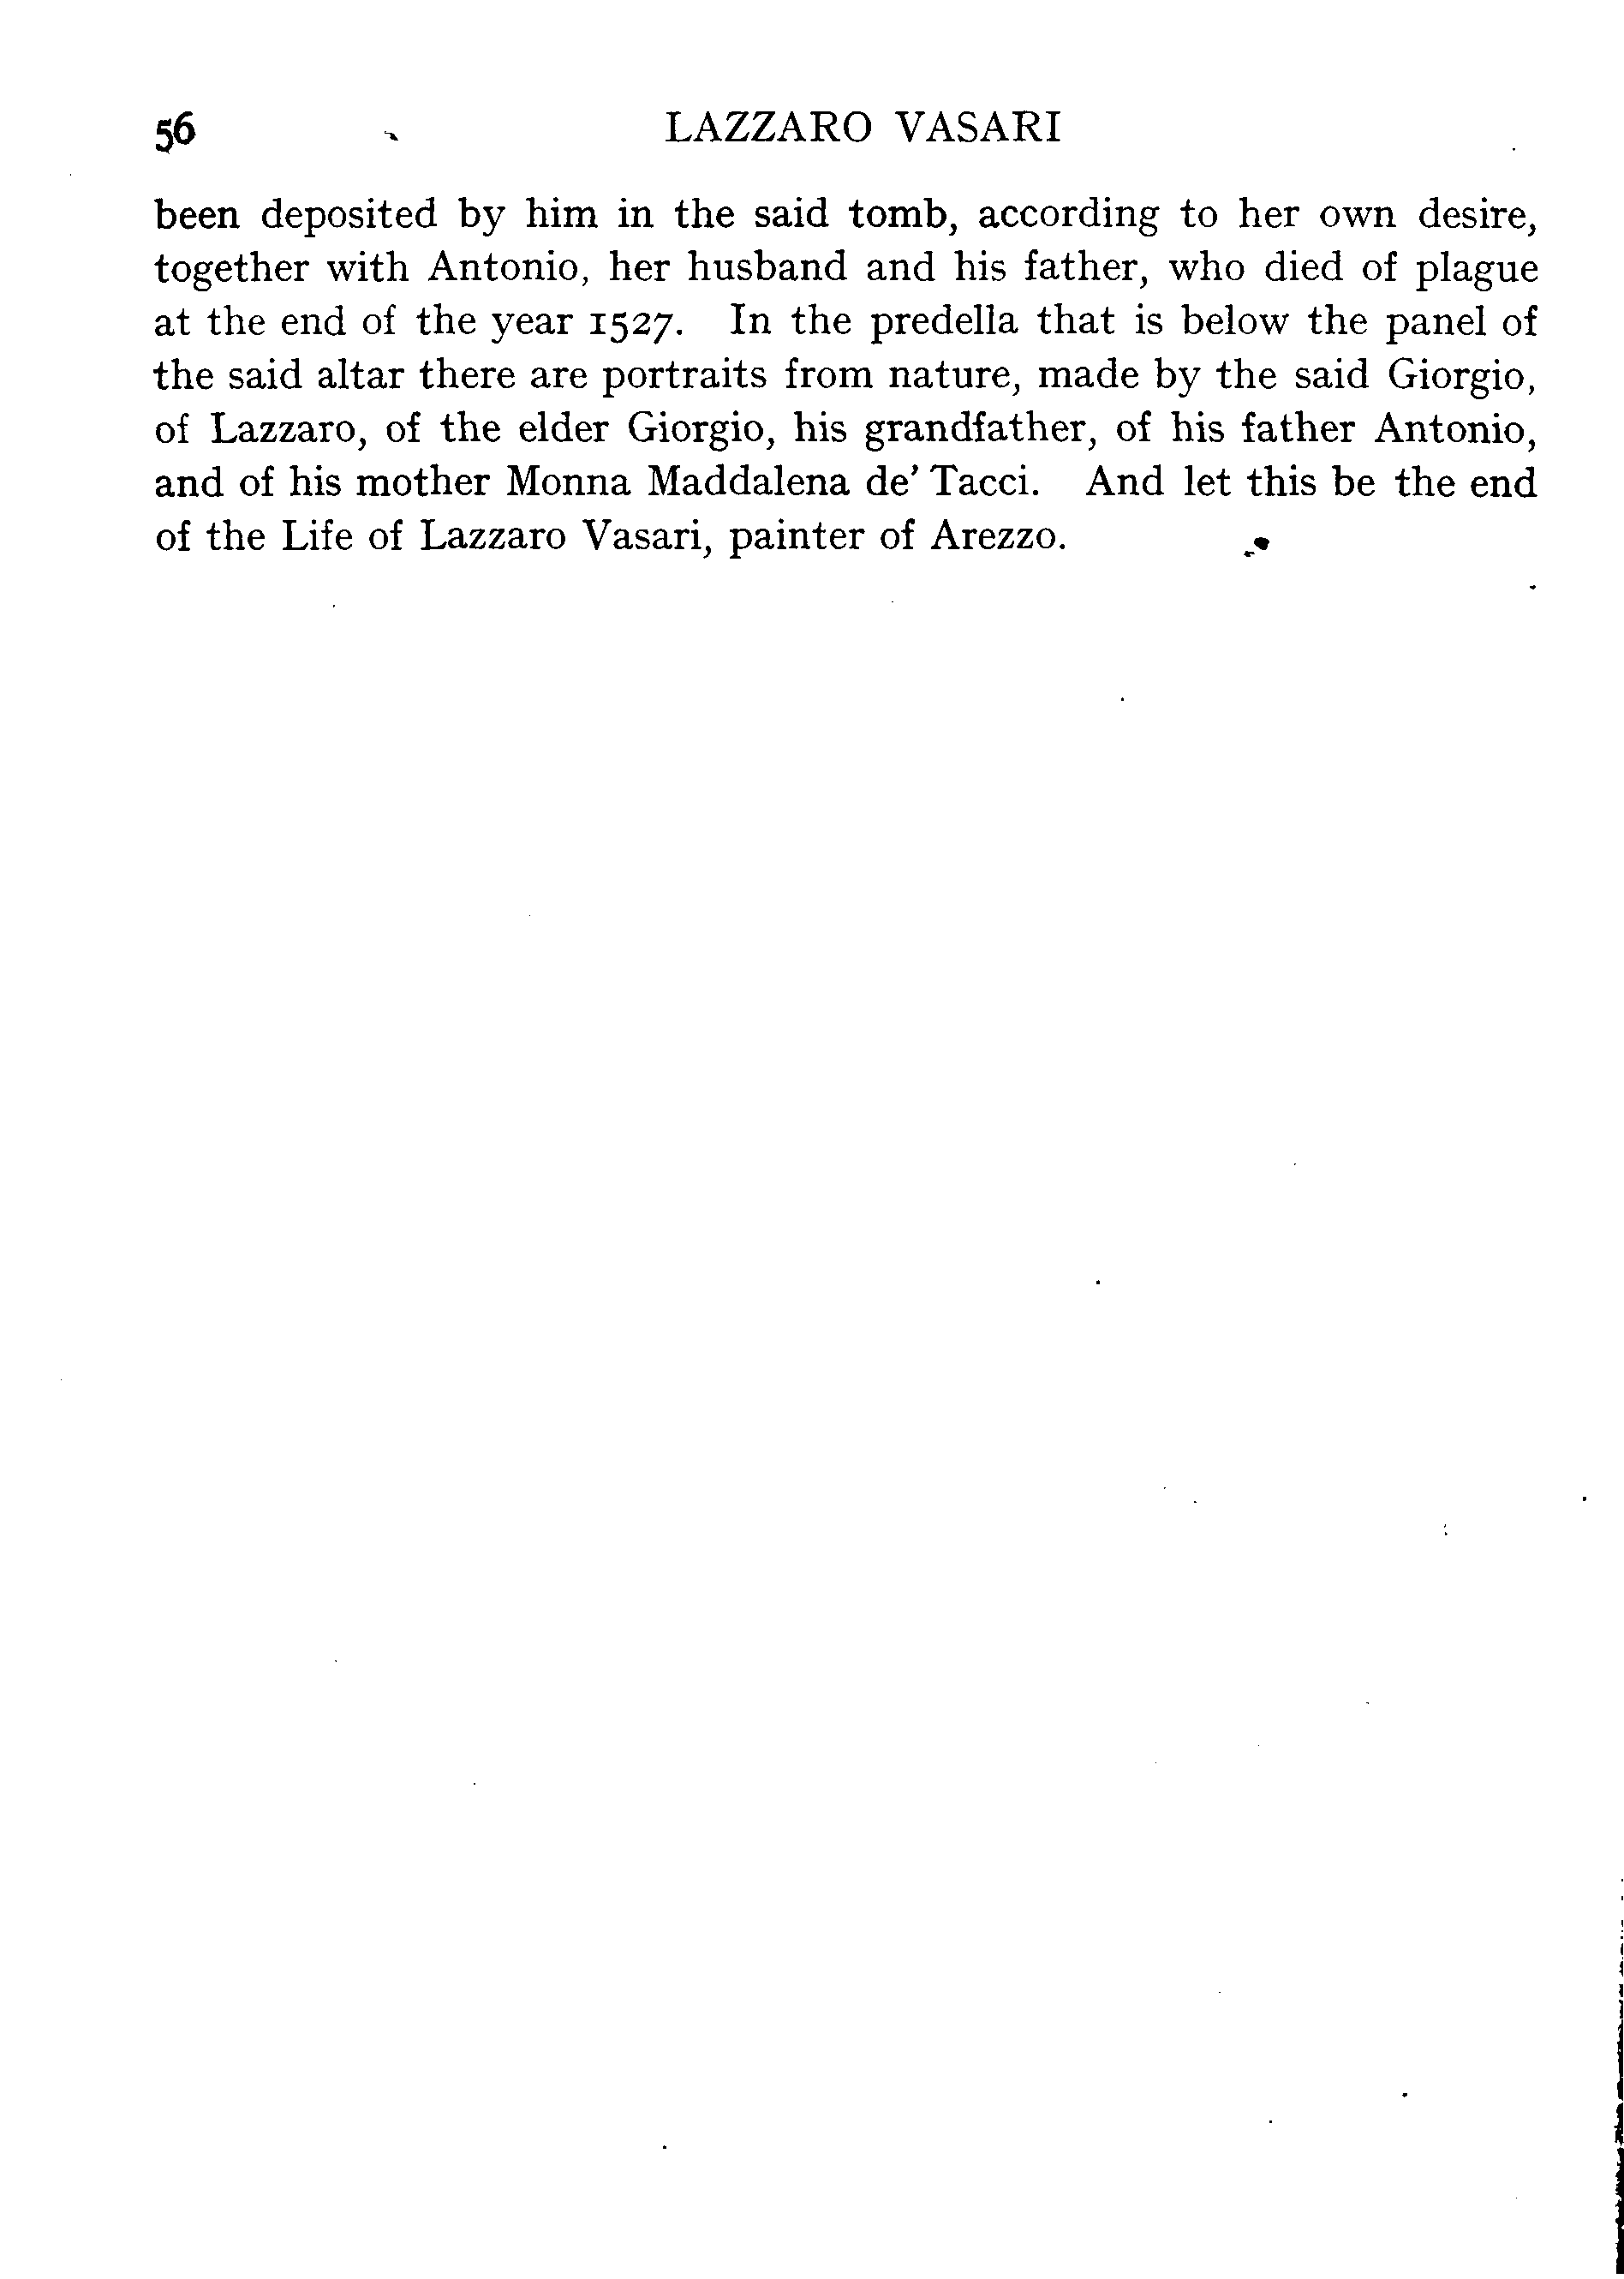 56 LAZZARO VASARI
been deposited by him in the said tomb, according to her own desire,
together with Antonio, her husband and his father, who died of plague
at the end of the year 1527. In the predella that is below the panel of
the said altar there are portraits from nature, made by the said Giorgio,
of Lazzaro, of the elder Giorgio, his grandfather, of his father Antonio,
and of his mother Monna Maddalena de' Tacci. And let this be the end
of the Life of Lazzaro Vasari, painter of Arezzo.